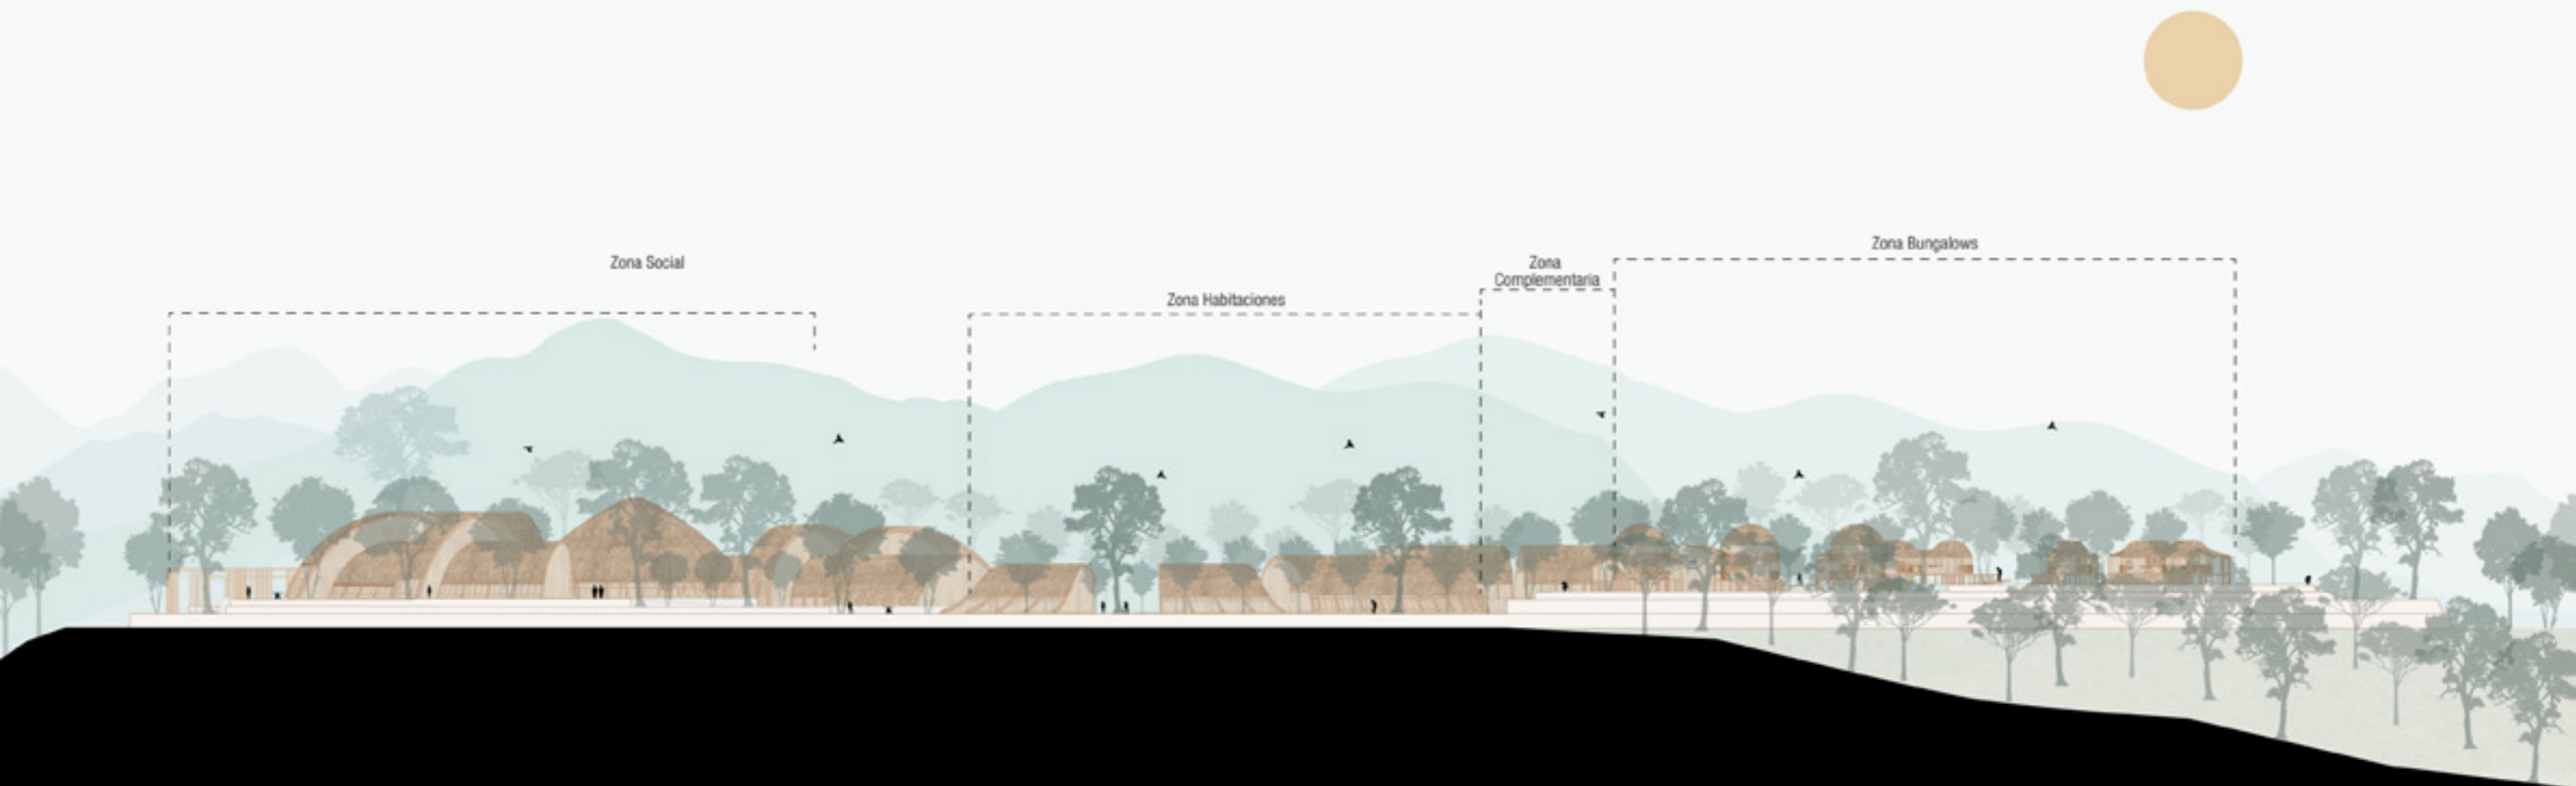 Zona Social
Zona Habitaciones
Zona
Complementaria
Zona Bungalows